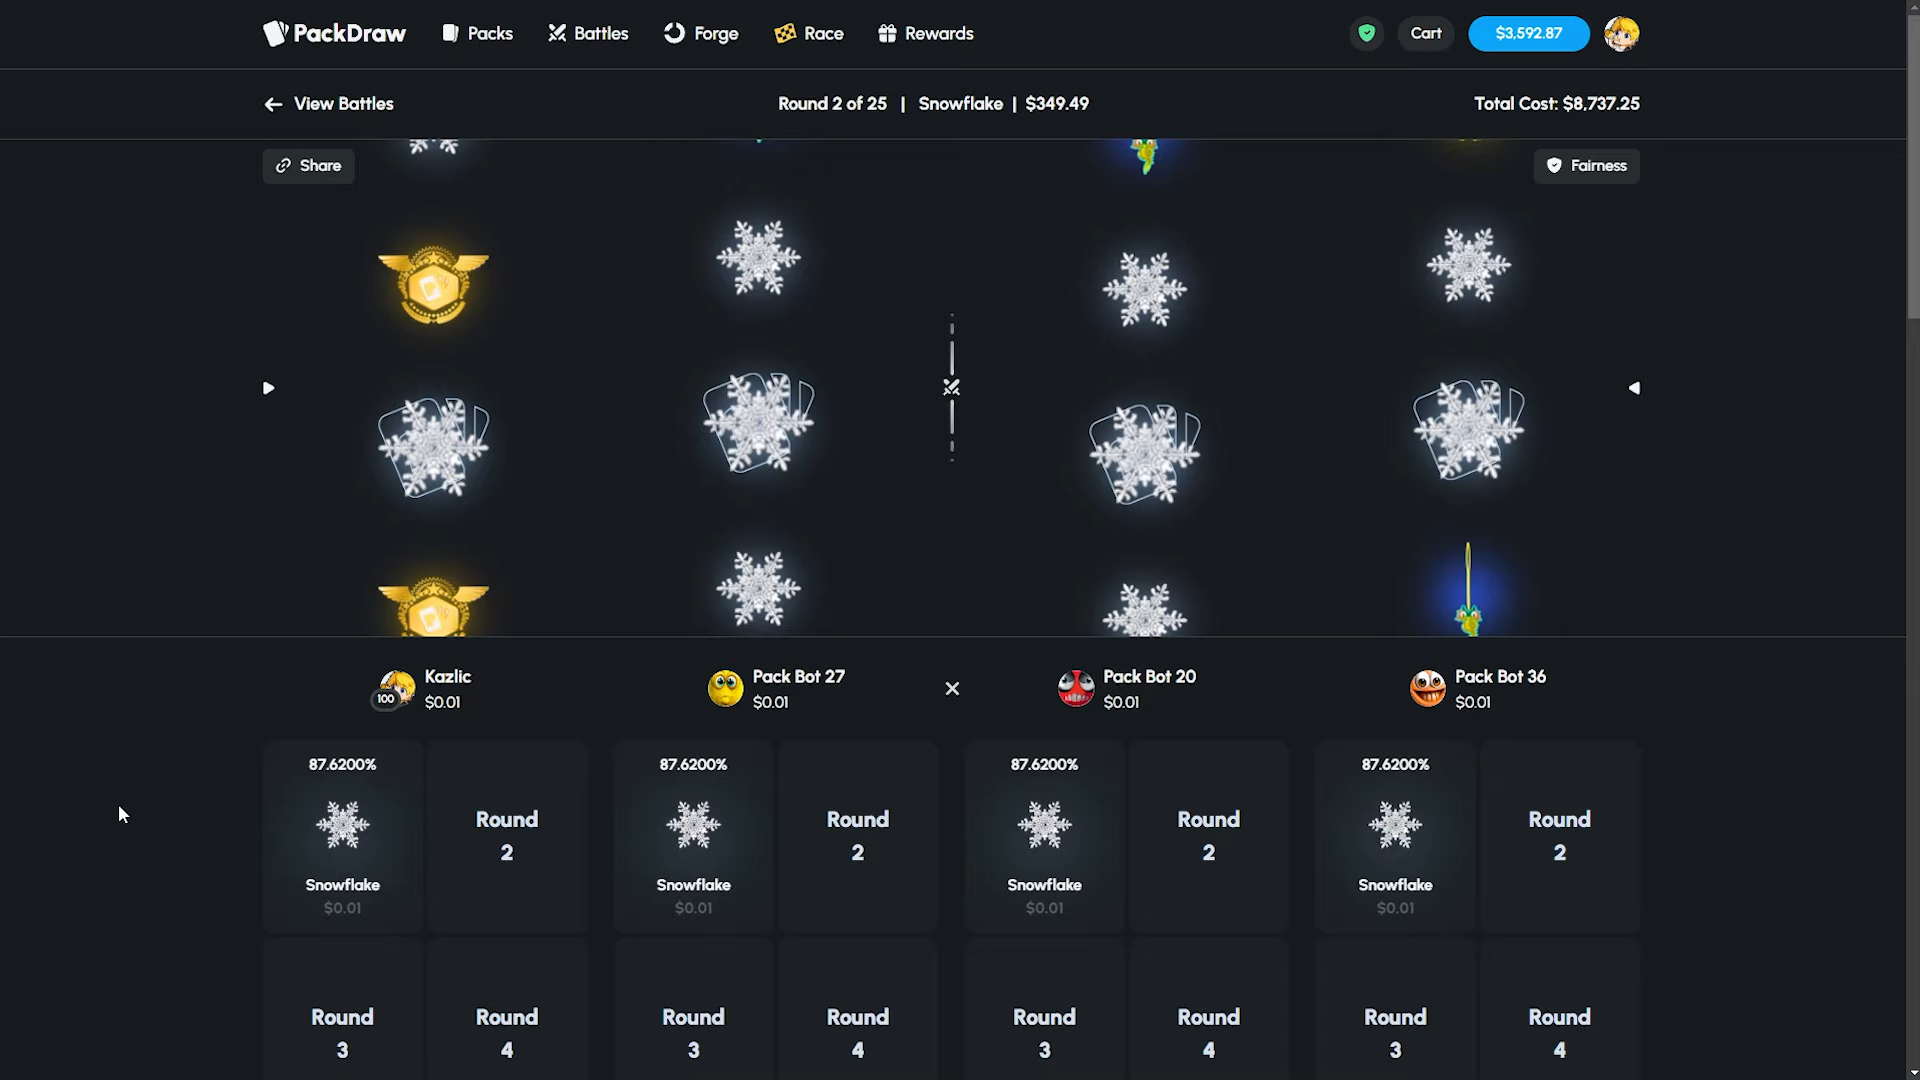 PackDraw
Packs
Battles
Forge
Race
Rewards
Cart
$3,592.87
View Battles
Round 2 of 25 | Snowflake | $349.49
Total Cost: $8,737.25
Share
Fairness
Kazlic
100
$0.01
Pack Bot 27
$0.01
Pack Bot 20
$0.01
Pack Bot 36
$0.01
87.6200%
Snowflake
$0.01
Round
2
87.6200%
Snowflake
$0.01
Round
2
87.6200%
Snowflake
$0.01
Round
2
87.6200%
Snowflake
$0.01
Round
2
Round
3
Round
4
Round
3
Round
4
Round
3
Round
4
Round
3
Round
4